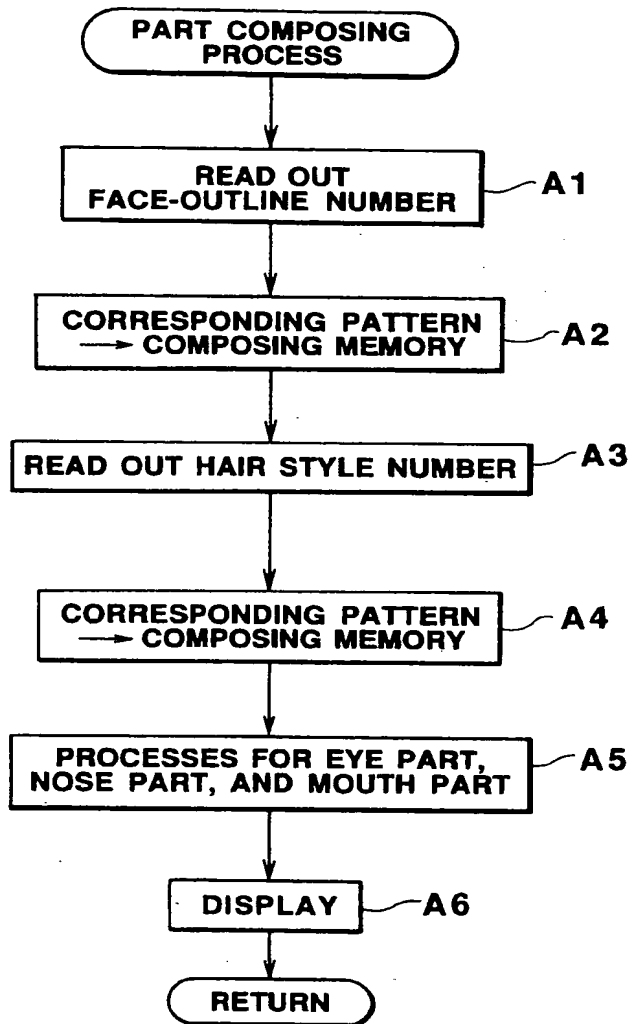 PART COMPOSING
PROCESS
READ OUT
FACE-OUTLINE NUMBER
A1
CORRESPONDING PATTERN
→ COMPOSING MEMORY
A2
READ OUT HAIR STYLE NUMBER
A3
CORRESPONDING PATTERN
→ COMPOSING MEMORY
A4
PROCESSES FOR EYE PART,
NOSE PART, AND MOUTH PART
A5
DISPLAY
A6
RETURN